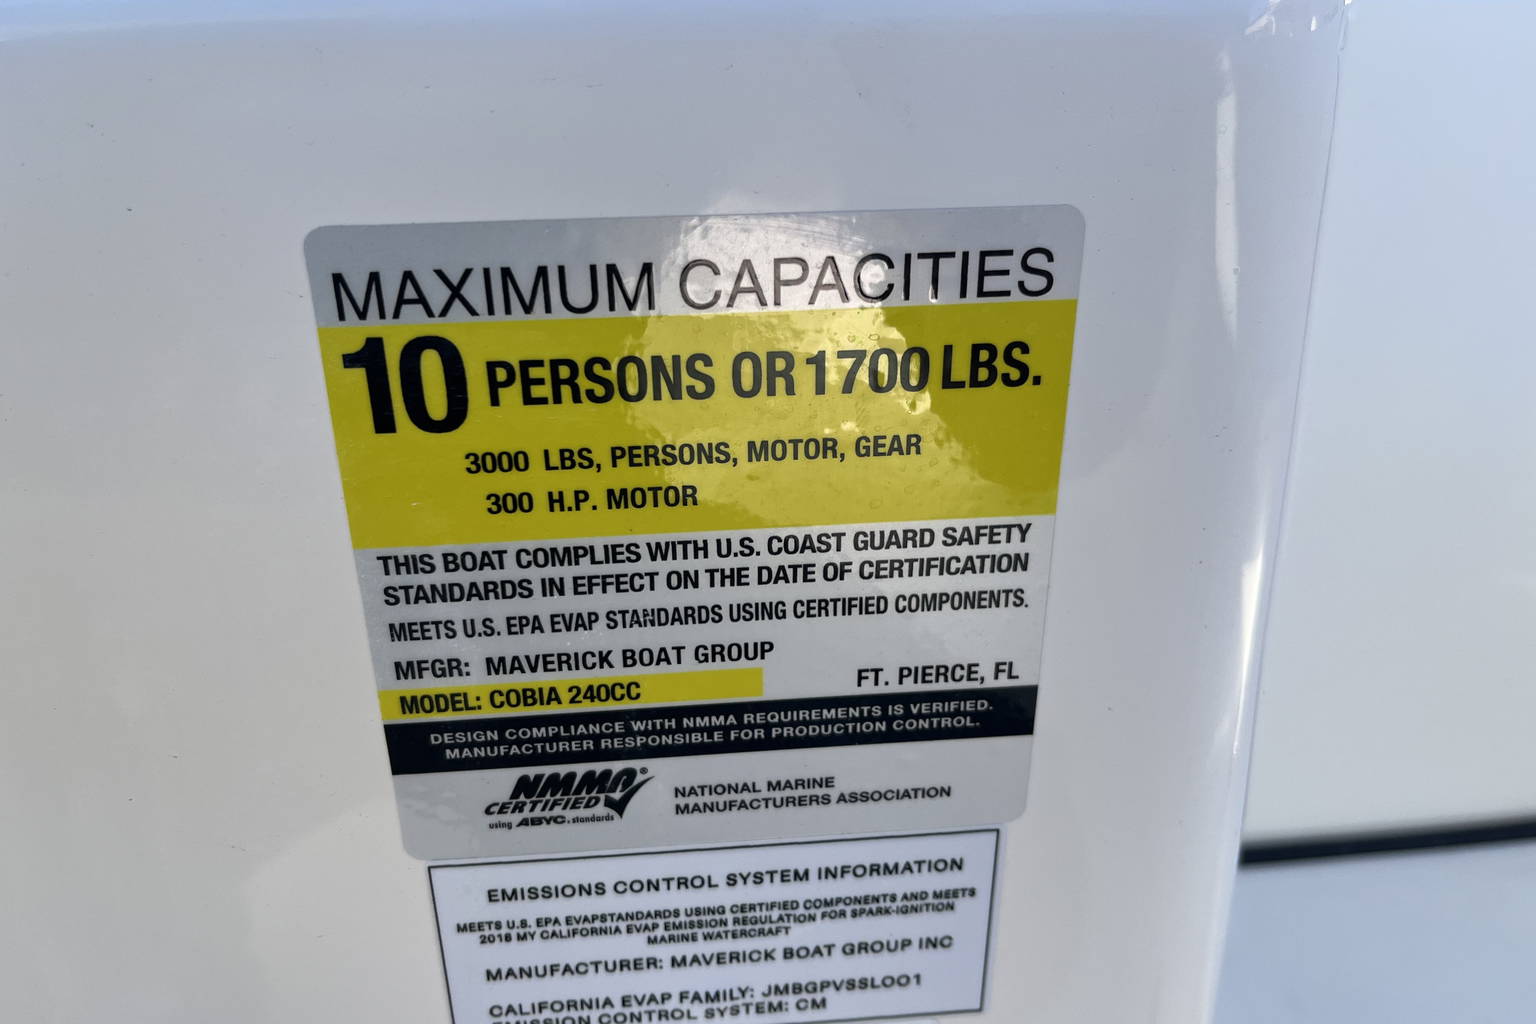 MAXIMUM CAPACITIES
10 PERSONS OR 1700 LBS.
3000 LBS, PERSONS, MOTOR, GEAR
300 H.P. MOTOR
THIS BOAT COMPLIES WITH U.S. COAST GUARD SAFETY
STANDARDS IN EFFECT ON THE DATE OF CERTIFICATION
MEETS U.S. EPA EVAP STANDARDS USING CERTIFIED COMPONENTS.
MFGR: MAVERICK BOAT GROUP
FT. PIERCE, FL
MODEL: COBIA 240CC
DESIGN COMPLIANCE WITH NMMA REQUIREMENTS IS VERIFIED.
MANUFACTURER RESPONSIBLE FOR PRODUCTION CONTROL.
NMMA®
CERTIFIED
using ABYC. standards
NATIONAL MARINE
MANUFACTURERS ASSOCIATION
EMISSIONS CONTROL SYSTEM INFORMATION
MEETS U.S. EPA EVAPSTANDARDS USING CERTIFIED COMPONENTS AND MEETS
2018 MY CALIFORNIA EVAP EMISSION REGULATION FOR SPARK-IGNITION
MARINE WATERCRAFT
MANUFACTURER: MAVERICK BOAT GROUP INC
CALIFORNIA EVAP FAMILY: JMBGPVSSL001
EMISSION CONTROL SYSTEM: CM